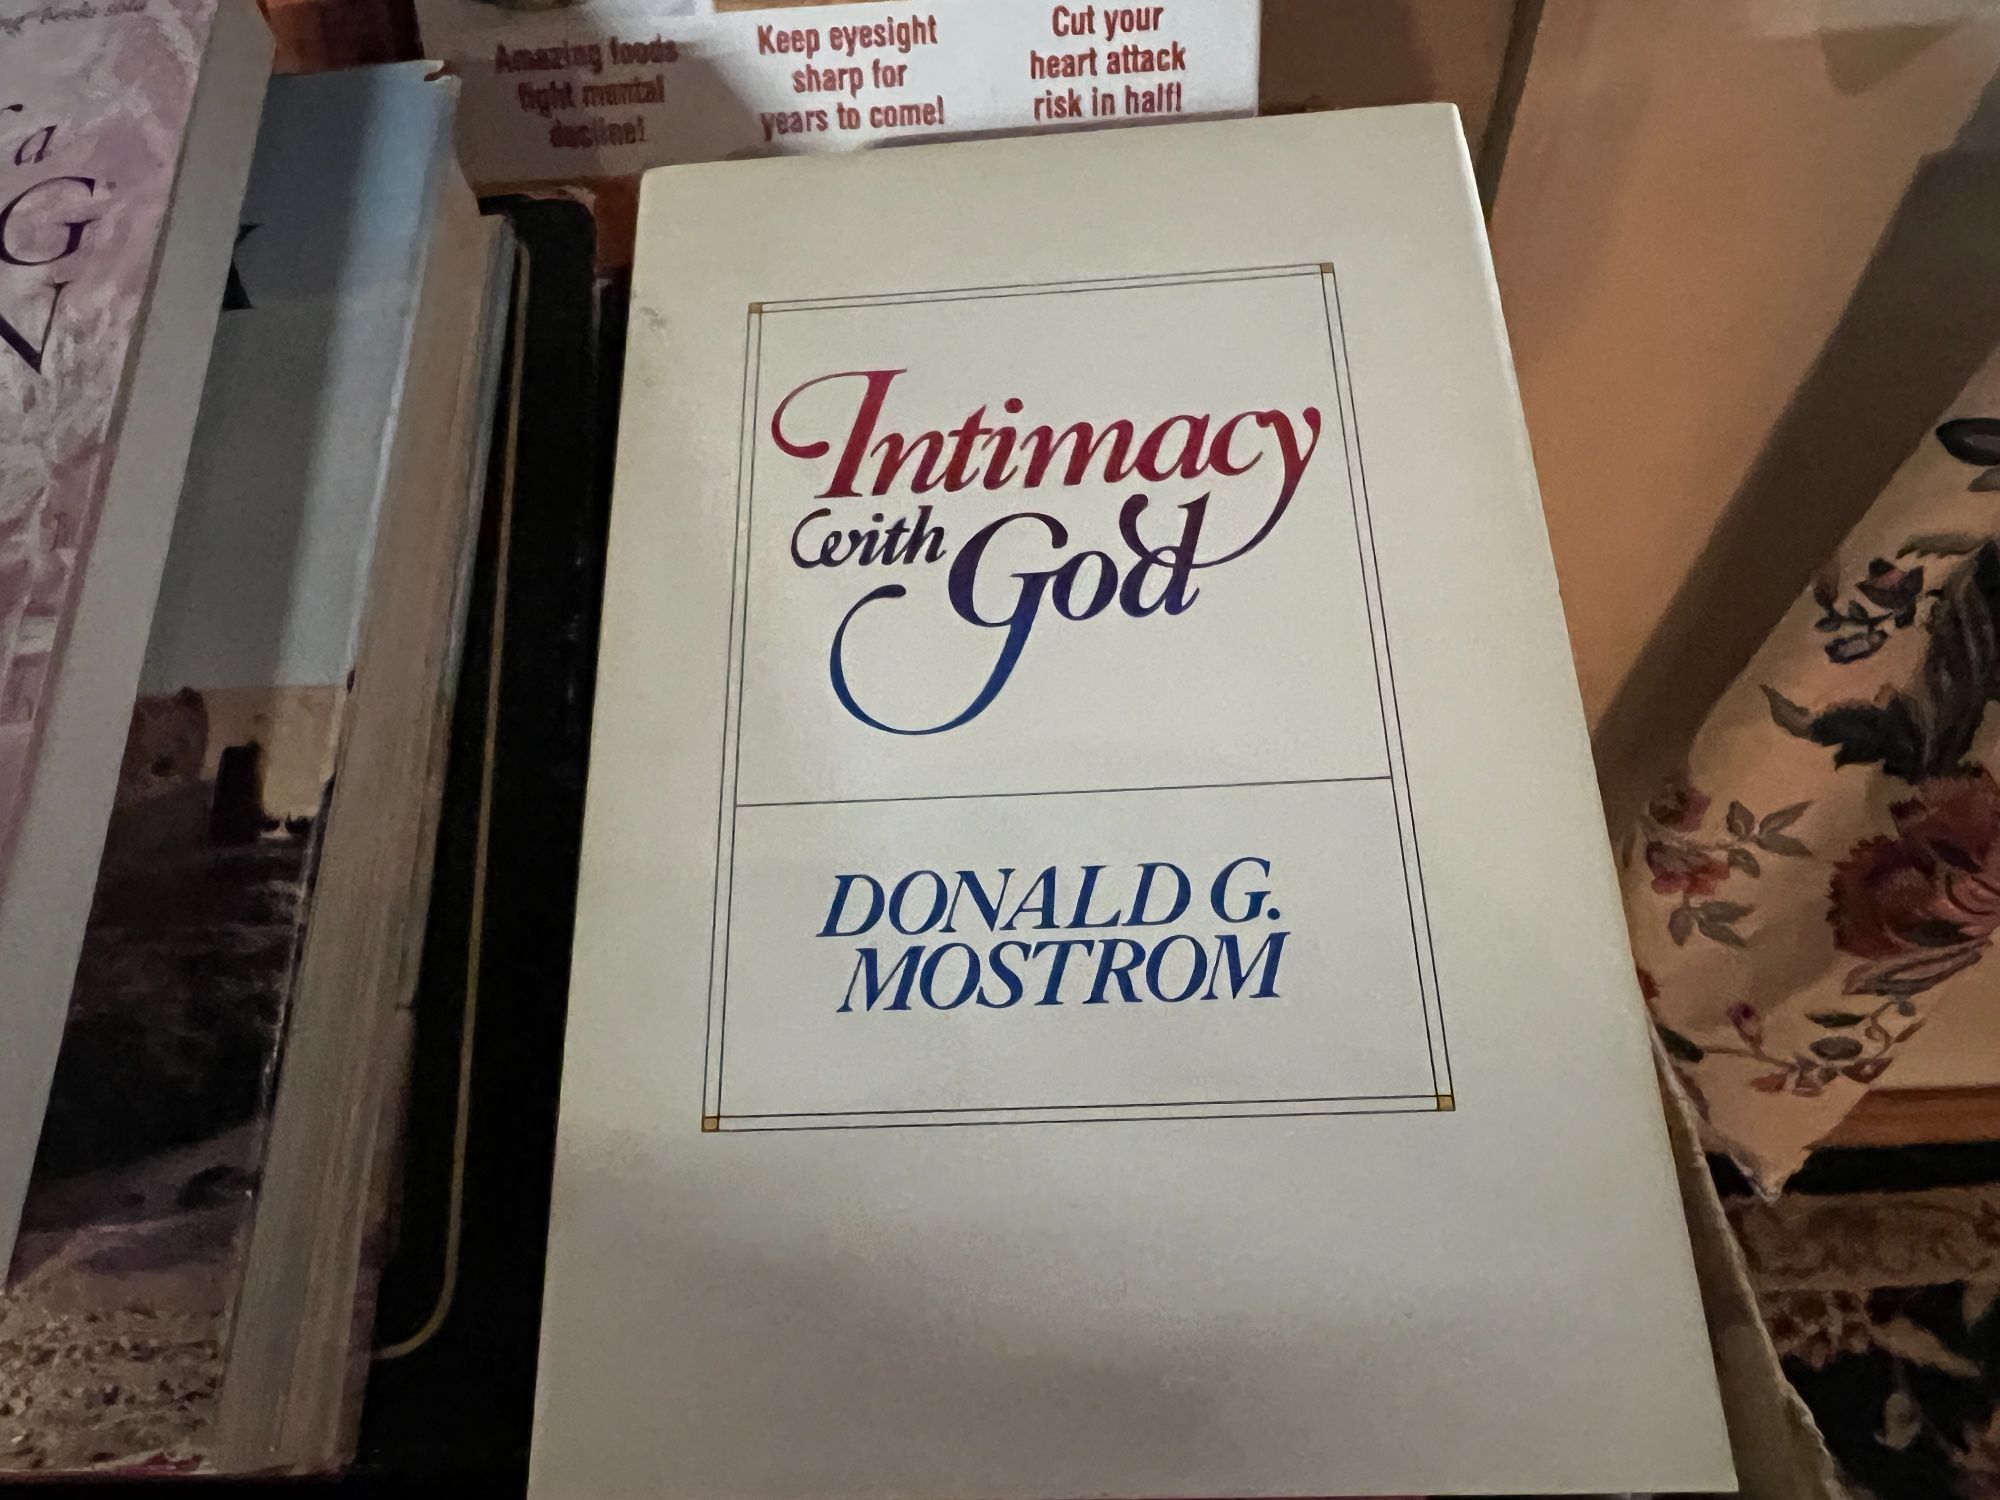 Amazing foods
fight mental
decline!
Keep eyesight
sharp for
years to come!
Cut your
heart attack
risk in half!
a
G
V
Intimacy
with God
DONALD G.
MOSTROM